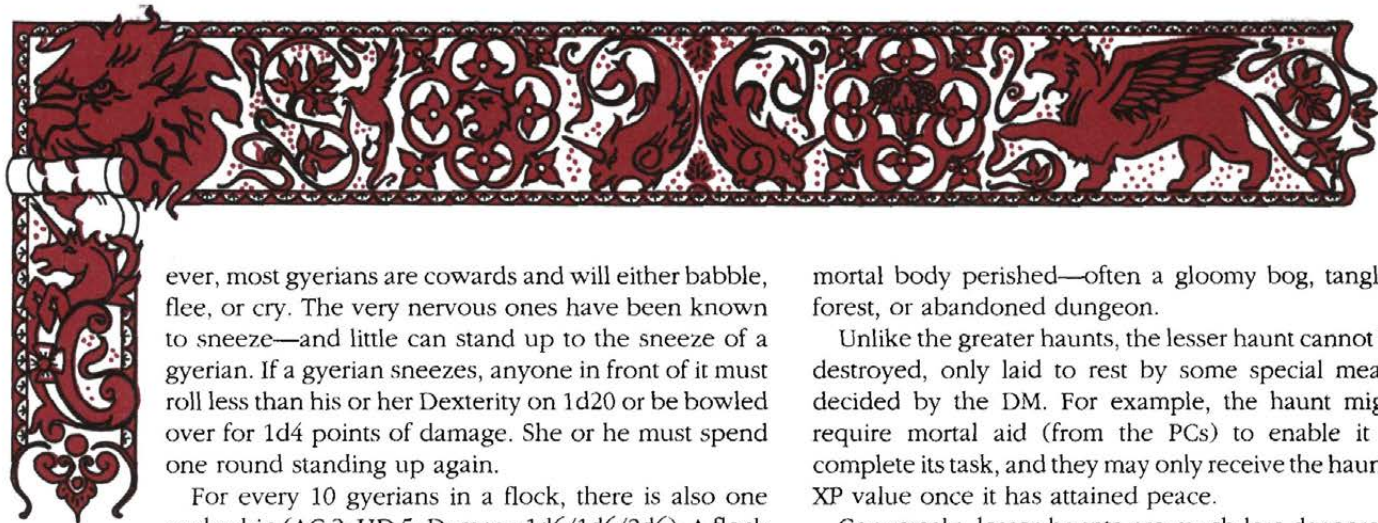 ever, most gyerians are cowards and will either babble,
flee, or cry. The very nervous ones have been known
to sneeze—and little can stand up to the sneeze of a
gyerian. If a gyerian sneezes, anyone in front of it must
roll less than his or her Dexterity on 1d20 or be bowled
over for 1d4 points of damage. She or he must spend
one round standing up again.
For every 10 gyerians in a flock, there is also one
mortal body perished—often a gloomy bog, tangl
forest, or abandoned dungeon.
Unlike the greater haunts, the lesser haunt cannot
destroyed, only laid to rest by some special mea
decided by the DM. For example, the haunt mig
require mortal aid (from the PCs) to enable it
complete its task, and they may only receive the haun
XP value once it has attained peace.